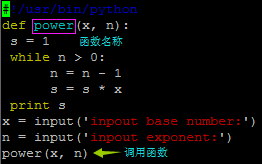 #!/usr/bin/python
def power(x, n):
s = 1 函数名称
while n > 0:
n = n - 1
s = s * x
print s
x = input('inpout base number:')
n = input('inpout exponent:')
power(x, n) 调用函数